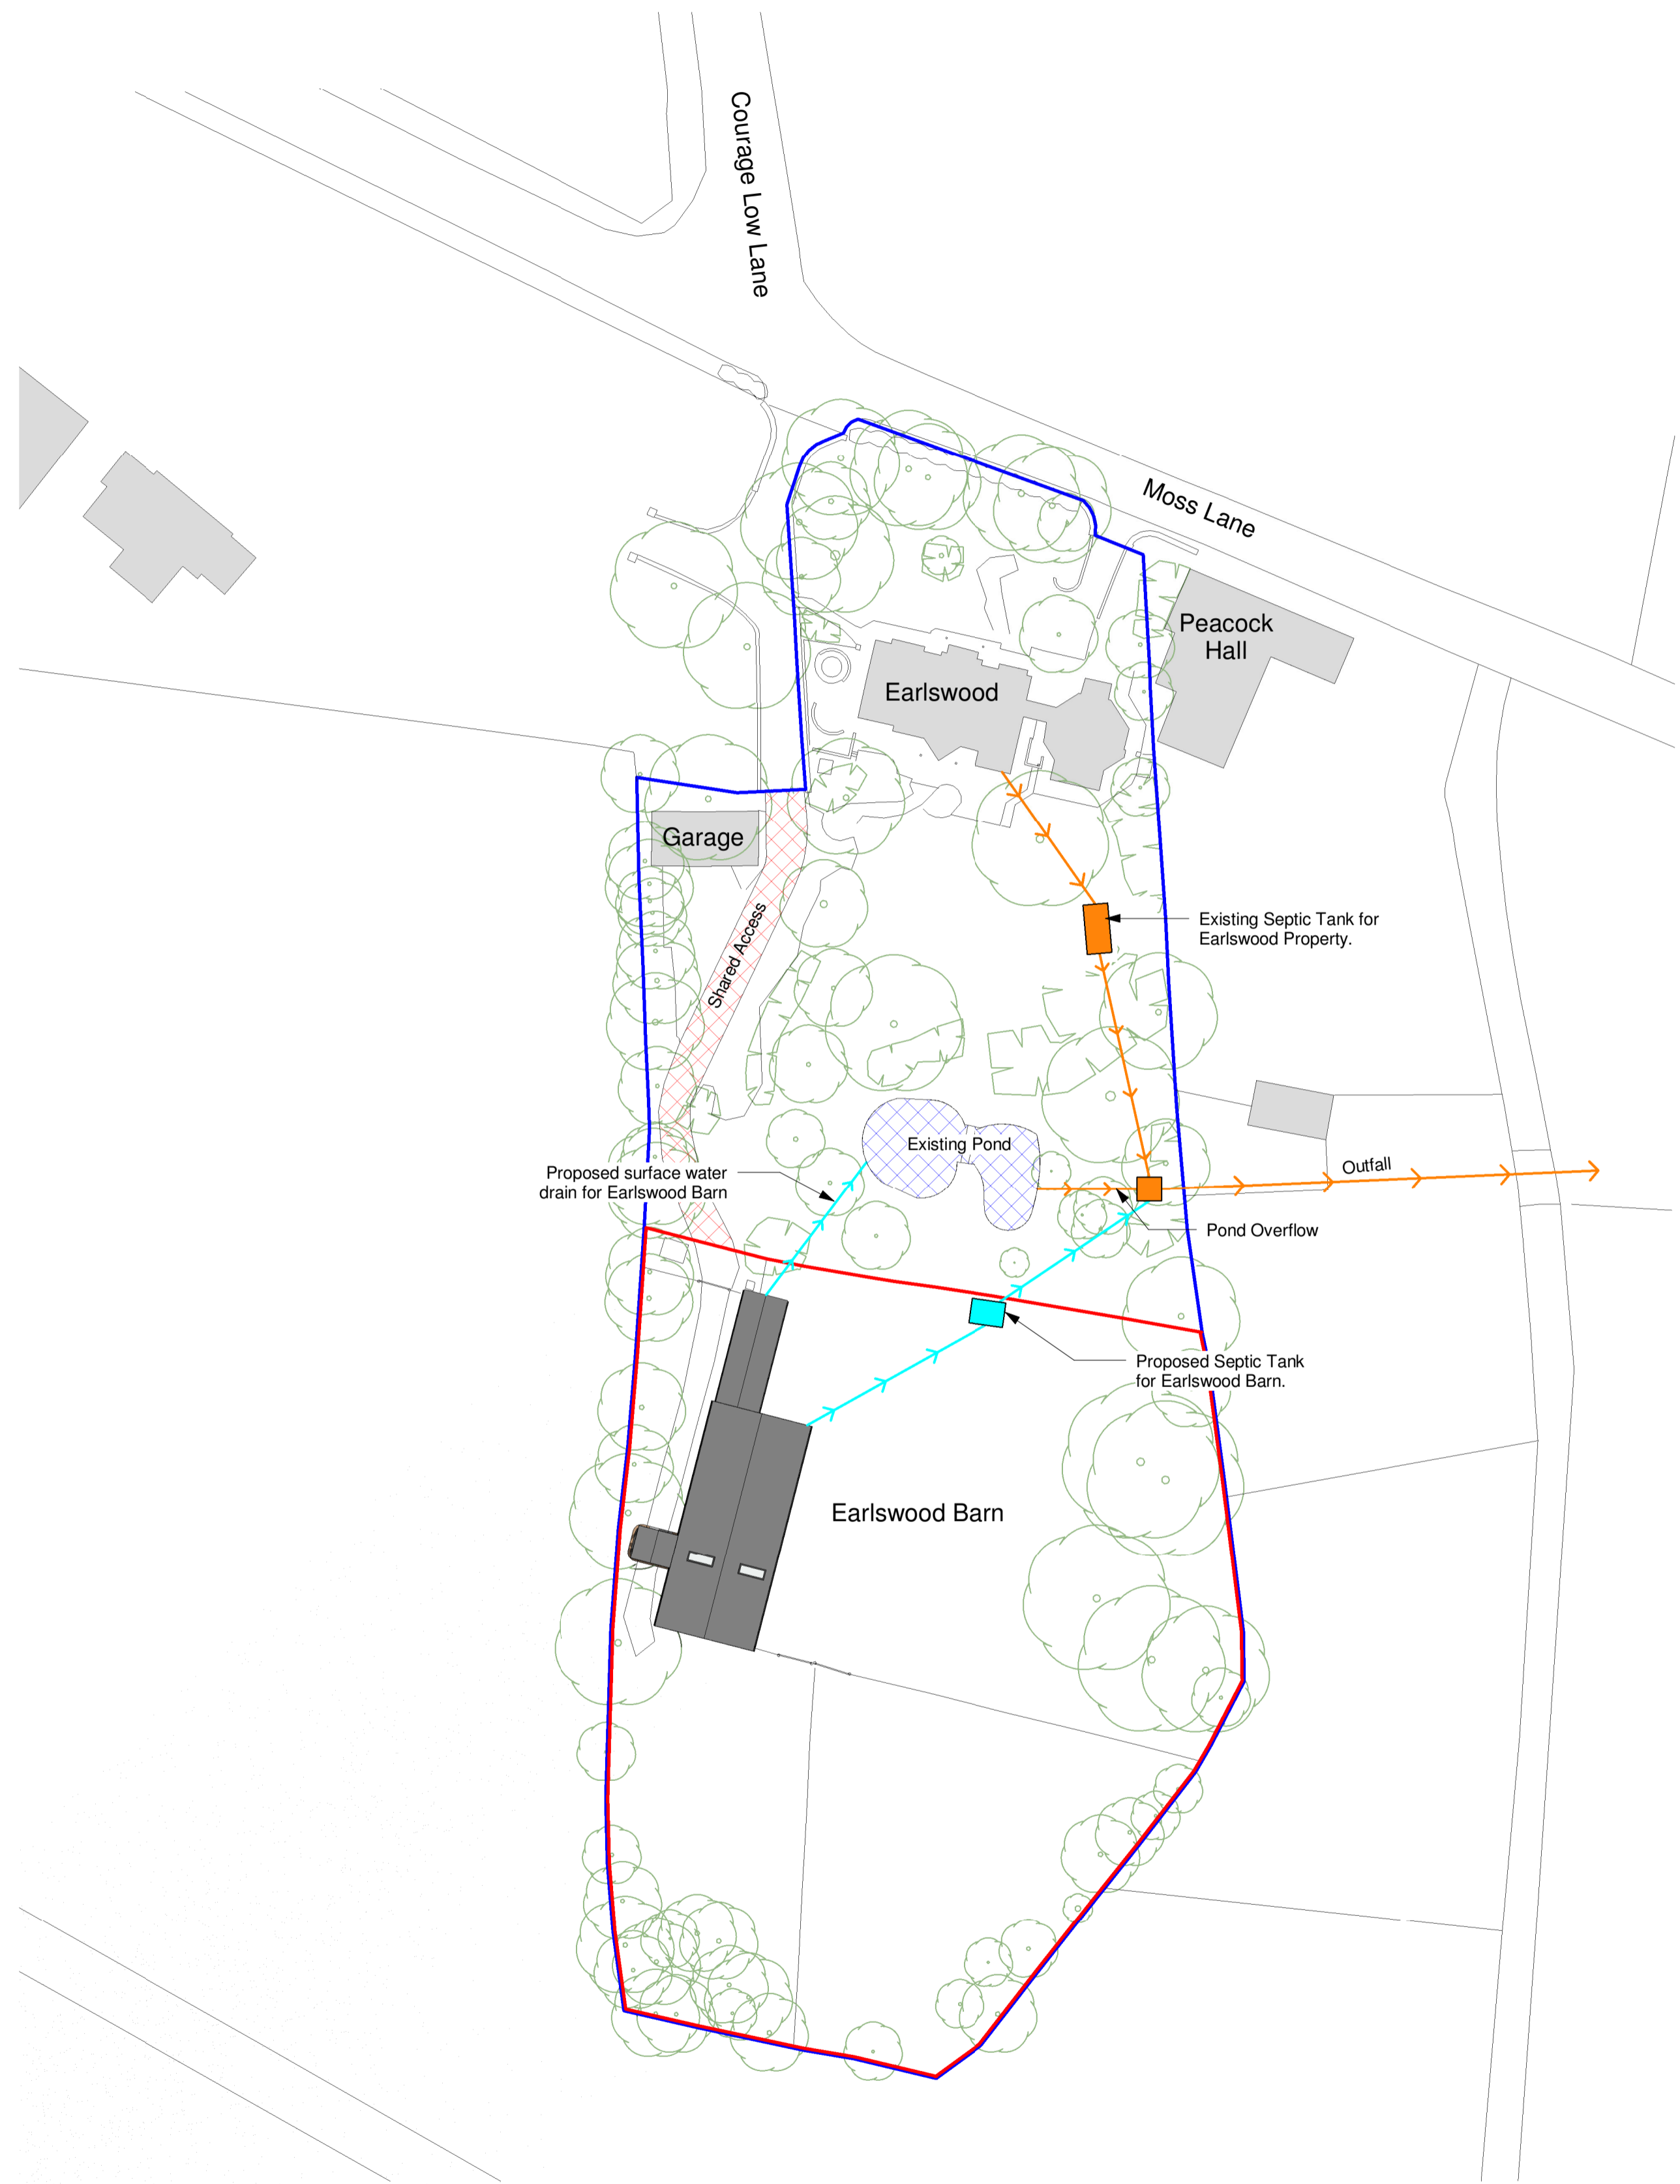 Courage Low Lane
Moss Lane
Peacock
Hall
Earlswood
Garage
Existing Septic Tank for
Earlswood Property.
Shared Access
Existing Pond
Proposed surface water
drain for Earlswood Barn
Outfall
Pond Overflow
Proposed Septic Tank
for Earlswood Barn.
Earlswood Barn